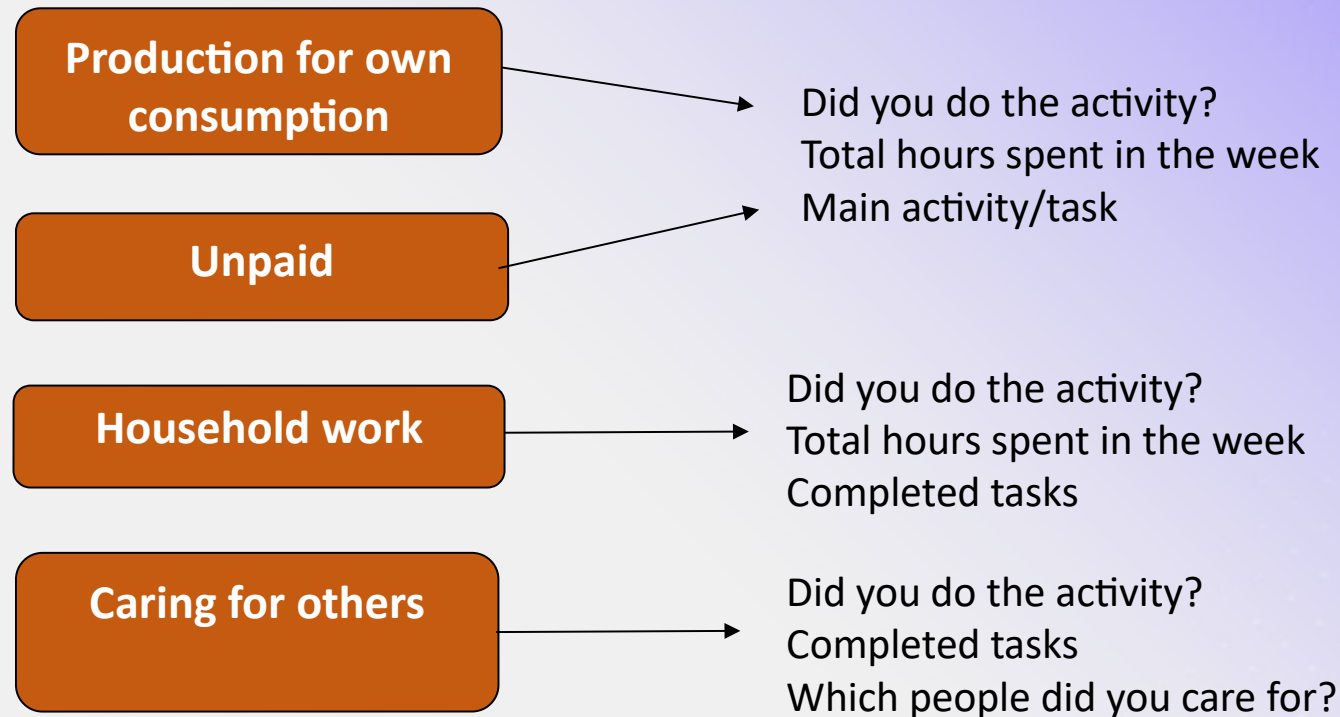 Production for own
consumption
Did you do the activity?
Total hours spent in the week
Main activity/task
Unpaid
Household work
Did you do the activity?
Total hours spent in the week
Completed tasks
Caring for others
Did you do the activity?
Completed tasks
Which people did you care for?